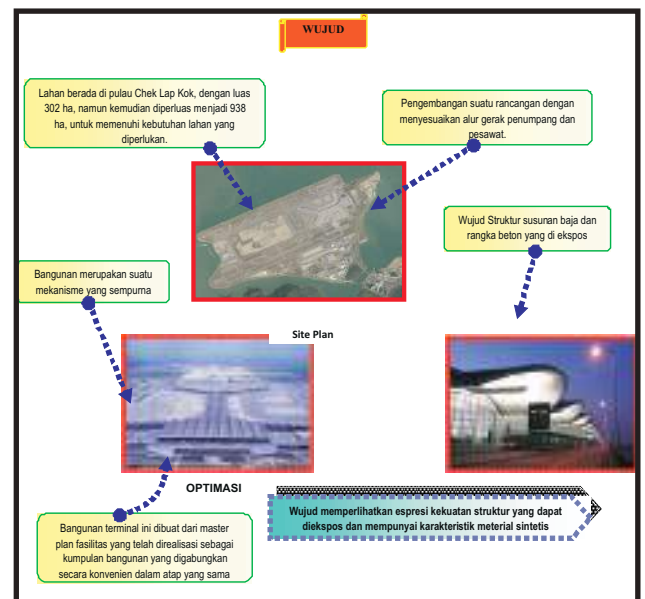 WUJUD
Lahan berada di pulau Chek Lap Kok, dengan luas
302 ha, namun kemudian diperluas menjadi 938
ha, untuk memenuhi kebutuhan lahan yang
diperlukan.
Pengembangan suatu rancangan dengan
menyesuaikan alur gerak penumpang dan
pesawat.
Wujud Struktur susunan baja dan
rangka beton yang di ekspos
Bangunan merupakan suatu
mekanisme yang sempurna
Site Plan
OPTIMASI
Wujud memperlihatkan espresi kekuatan struktur yang dapat
diekspos dan mempunyai karakteristik meterial sintetis
Bangunan terminal ini dibuat dari master
plan fasilitas yang telah direalisasi sebagai
kumpulan bangunan yang digabungkan
secara konvenien dalam atap yang sama